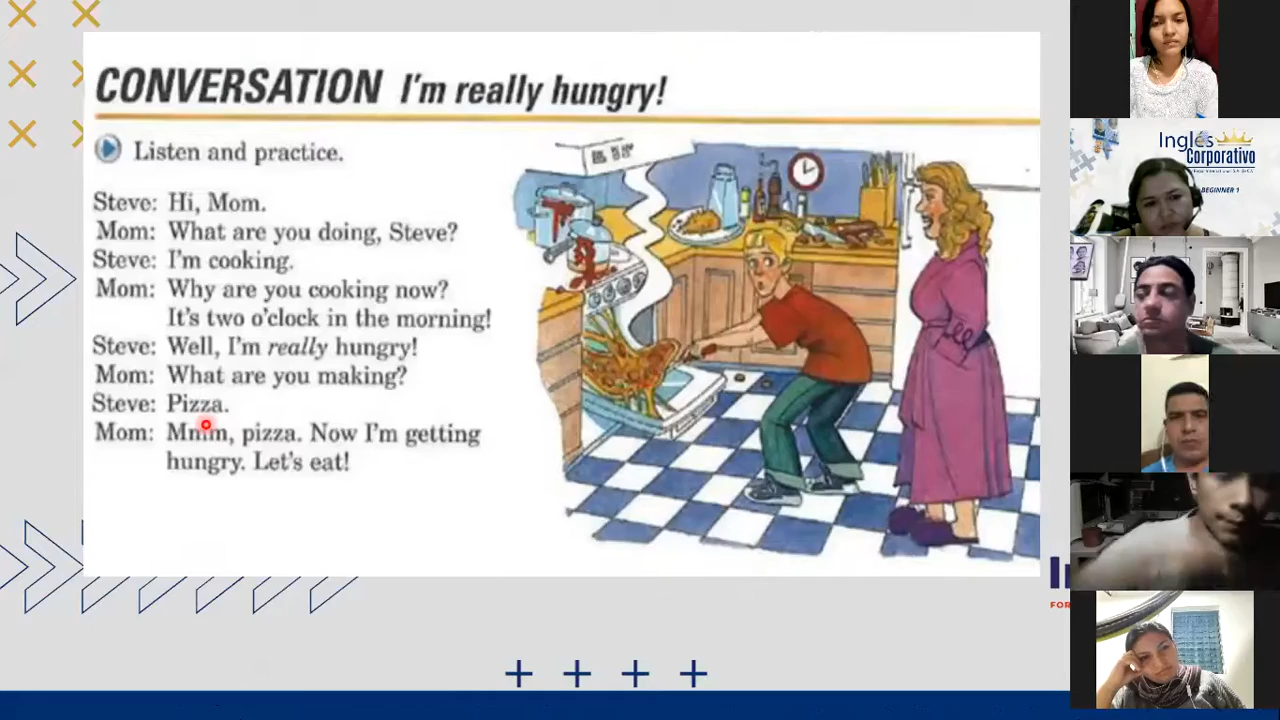 CONVERSATION I'm really hungry!
Listen and practice.
Steve: Hi, Mom.
Mom: What are you doing, Steve?
Steve: I'm cooking.
Mom: Why are you cooking now?
It's two o'clock in the morning!
Steve: Well, I'm really hungry!
Mom: What are you making?
Steve: Pizza.
Mom: Mmm, pizza. Now I'm getting
hungry. Let's eat!
Inglés
Corporativo
BEGINNER 1
FOR